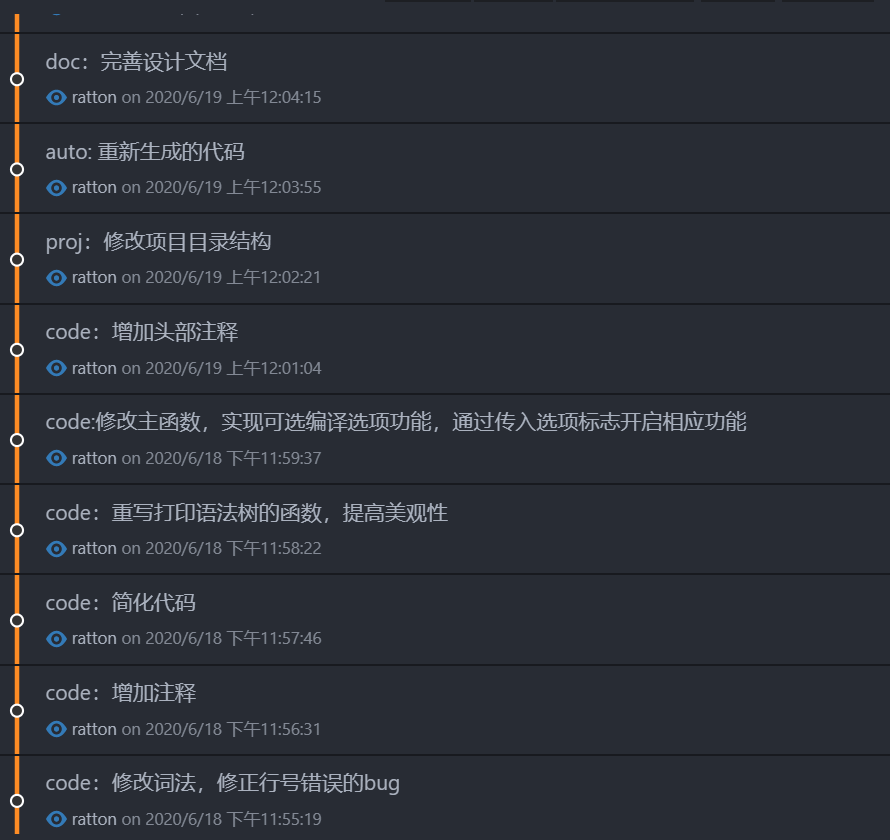 doc：完善设计文档
ratton on 2020/6/19 上午12:04:15
auto: 重新生成的代码
ratton on 2020/6/19 上午12:03:55
proj：修改项目目录结构
ratton on 2020/6/19 上午12:02:21
code：增加头部注释
ratton on 2020/6/19 上午12:01:04
code:修改主函数，实现可选编译选项功能，通过传入选项标志开启相应功能
ratton on 2020/6/18 下午11:59:37
code：重写打印语法树的函数，提高美观性
ratton on 2020/6/18 下午11:58:22
code：简化代码
ratton on 2020/6/18 下午11:57:46
code：增加注释
ratton on 2020/6/18 下午11:56:31
code：修改词法，修正行号错误的bug
ratton on 2020/6/18 下午11:55:19